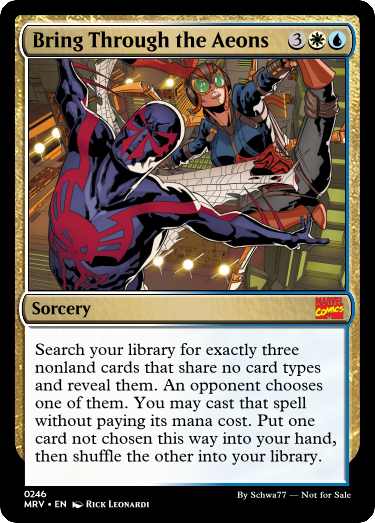 Bring Through the Aeons 3
Sorcery
MARVEL
COMICS
Search your library for exactly three
nonland cards that share no card types
and reveal them. An opponent chooses
one of them. You may cast that spell
without paying its mana cost. Put one
card not chosen this way into your hand,
then shuffle the other into your library.
0246
MRV • EN Rick Leonardi
By Schwa77 — Not for Sale